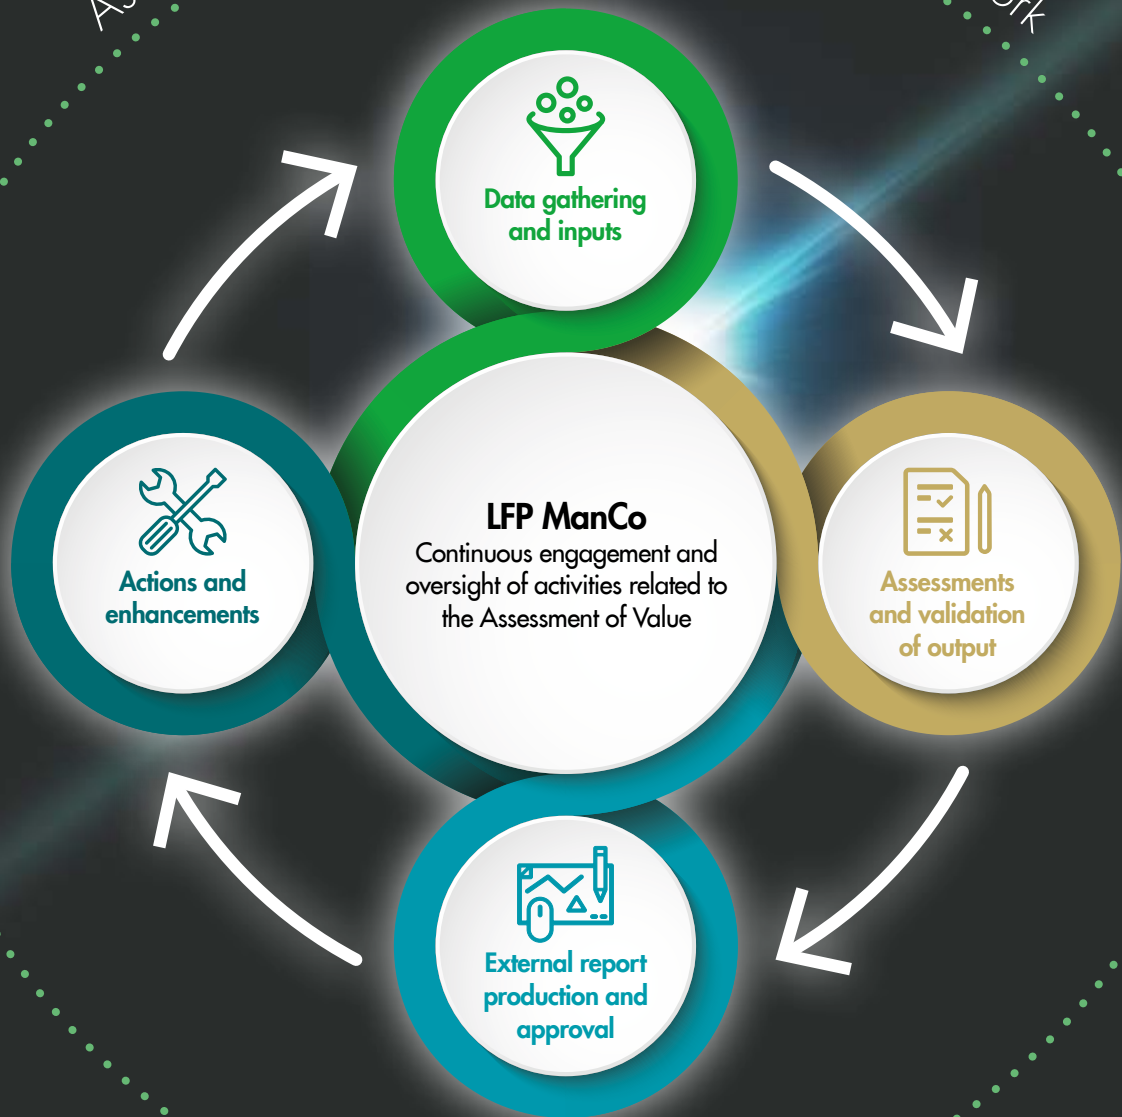 Data gathering
and inputs
LFP ManCo
Continuous engagement and
oversight of activities related to
the Assessment of Value
Actions and
enhancements
Assessments
and validation
of output
External report
production and
approval